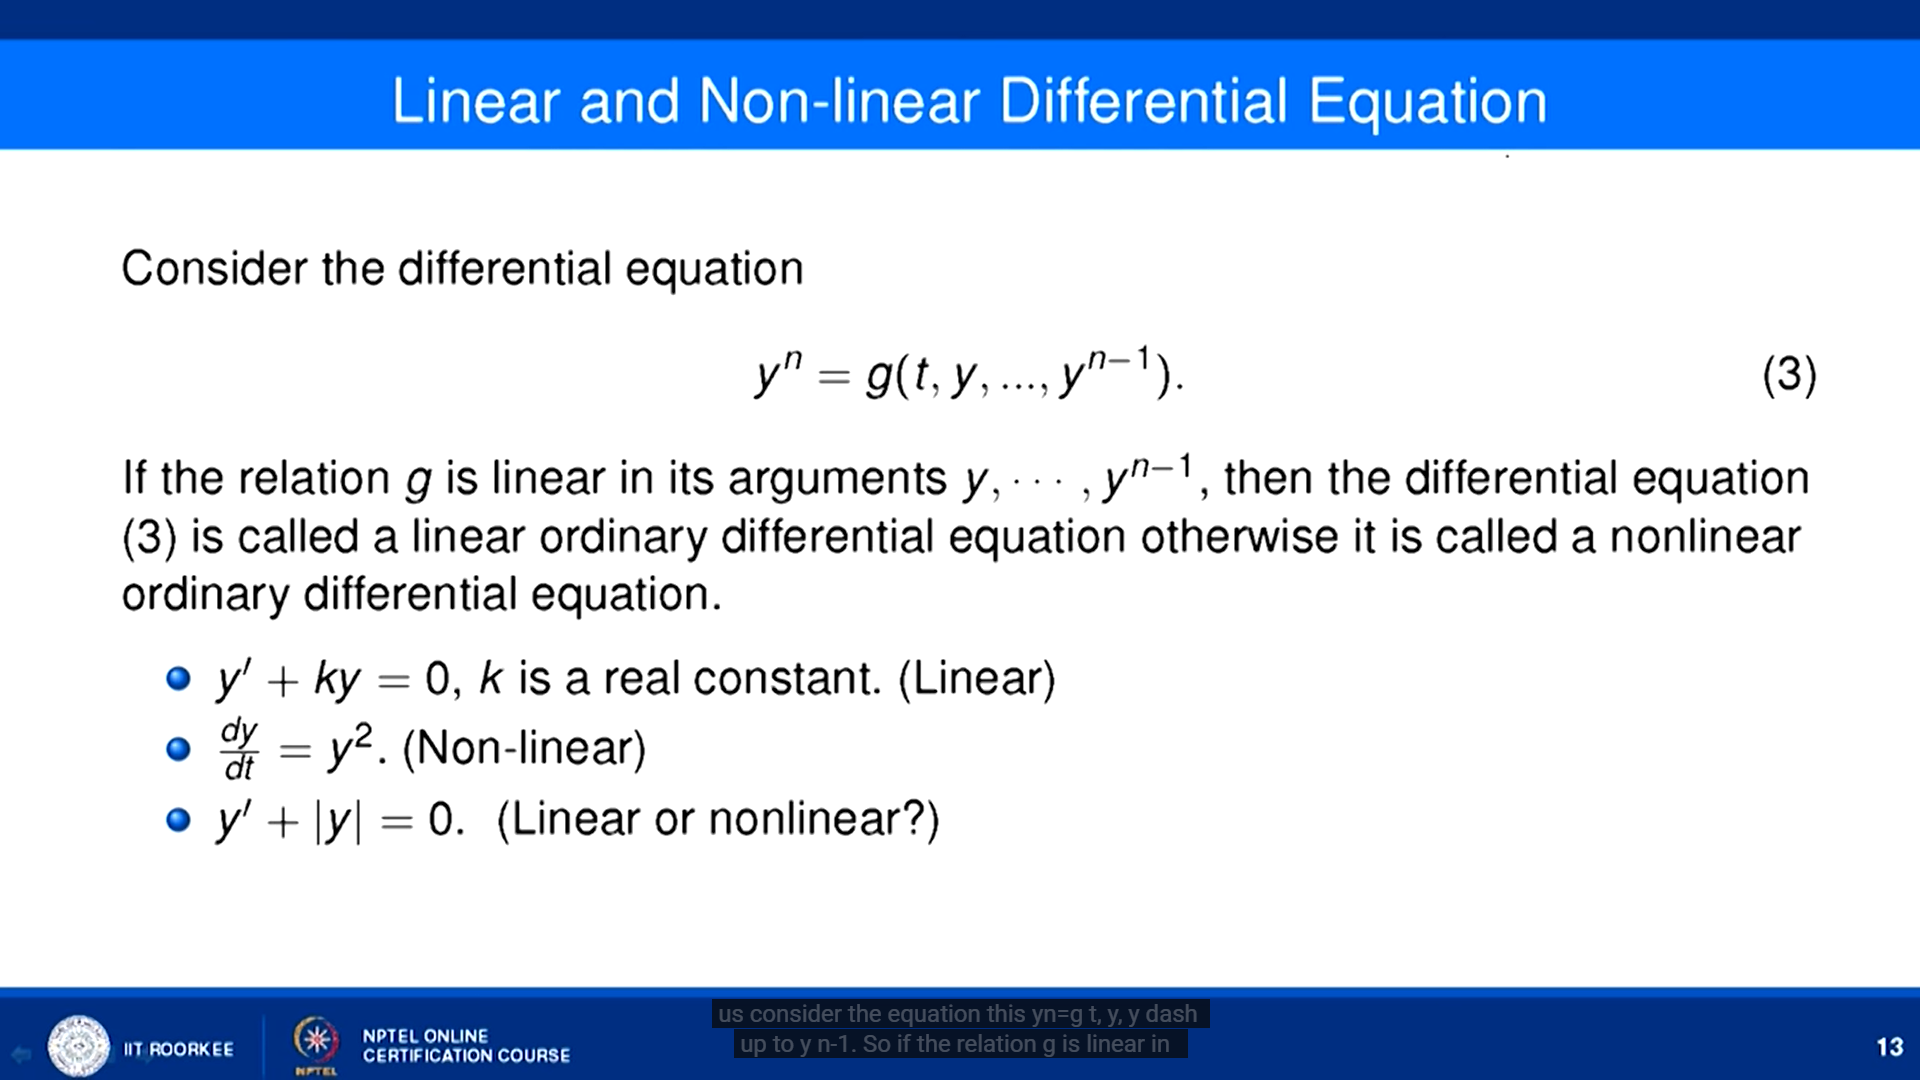 Linear and Non-linear Differential Equation
Consider the differential equation
yⁿ = g(t, y, ..., yⁿ⁻¹). (3)
If the relation g is linear in its arguments y, · · · , yⁿ⁻¹, then the differential equation
(3) is called a linear ordinary differential equation otherwise it is called a nonlinear
ordinary differential equation.
y′ + ky = 0, k is a real constant. (Linear)
dy/dt = y². (Non-linear)
y′ + |y| = 0. (Linear or nonlinear?)
us consider the equation this yn=g t, y, y dash
up to y n-1. So if the relation g is linear in
IIT ROORKEE
NPTEL
NPTEL ONLINE
CERTIFICATION COURSE
13